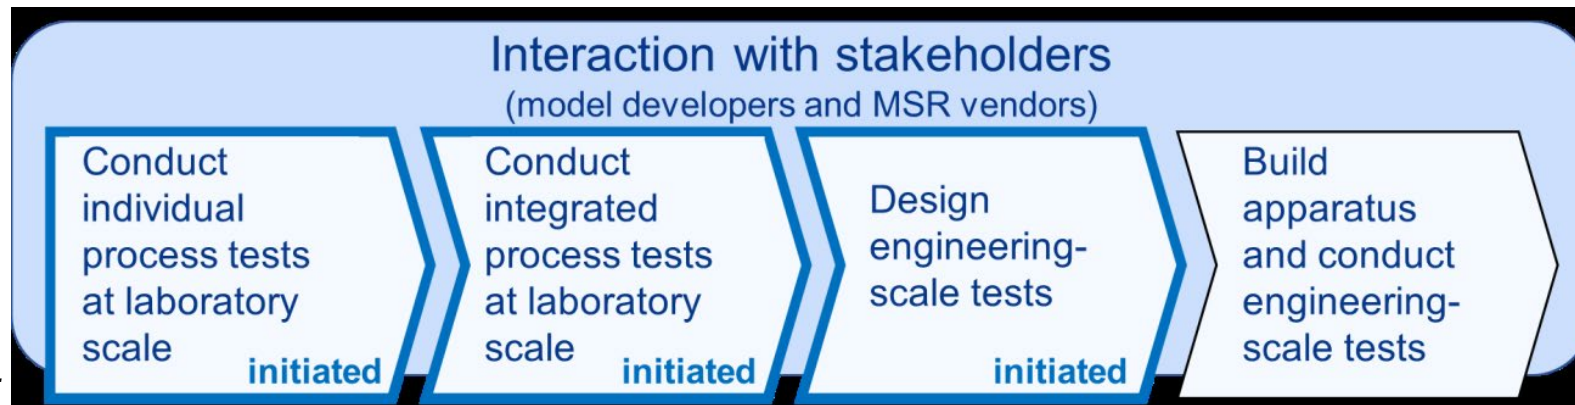 Interaction with stakeholders
(model developers and MSR vendors)
Conduct
individual
process tests
at laboratory
scale
initiated
Conduct
integrated
process tests
at laboratory
scale
initiated
Design
engineering-
scale tests
initiated
Build
apparatus
and conduct
engineering-
scale tests